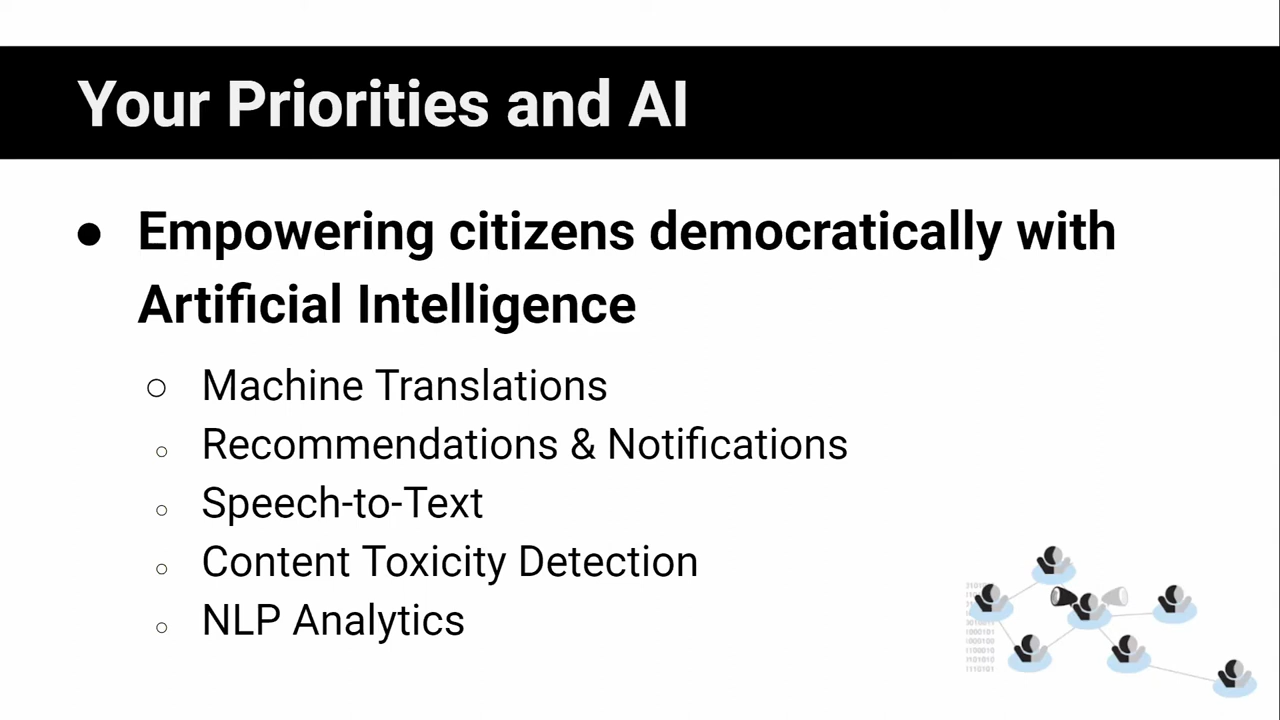 Your Priorities and AI
● Empowering citizens democratically with
Artificial Intelligence
○ Machine Translations
○ Recommendations & Notifications
○ Speech-to-Text
○ Content Toxicity Detection
○ NLP Analytics